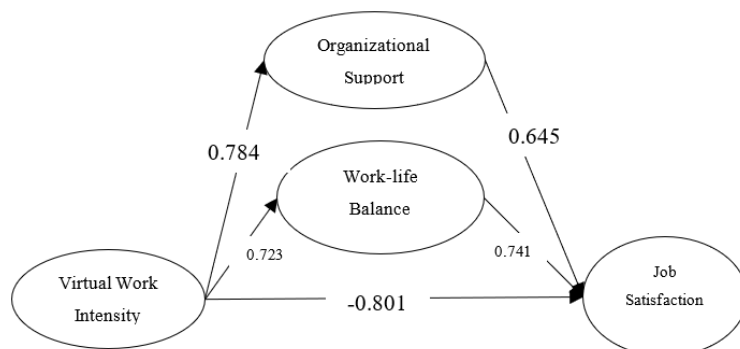 Organizational
Support
0.784
0.645
Work-life
Balance
0.723
0.741
Virtual Work
Intensity
-0.801
Job
Satisfaction